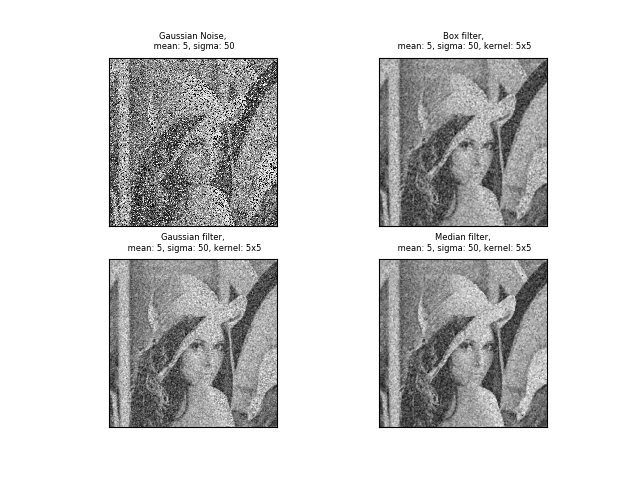 Gaussian Noise,
mean: 5, sigma: 50
Box filter,
mean: 5, sigma: 50, kernel: 5x5
Gaussian filter,
mean: 5, sigma: 50, kernel: 5x5
Median filter,
mean: 5, sigma: 50, kernel: 5x5